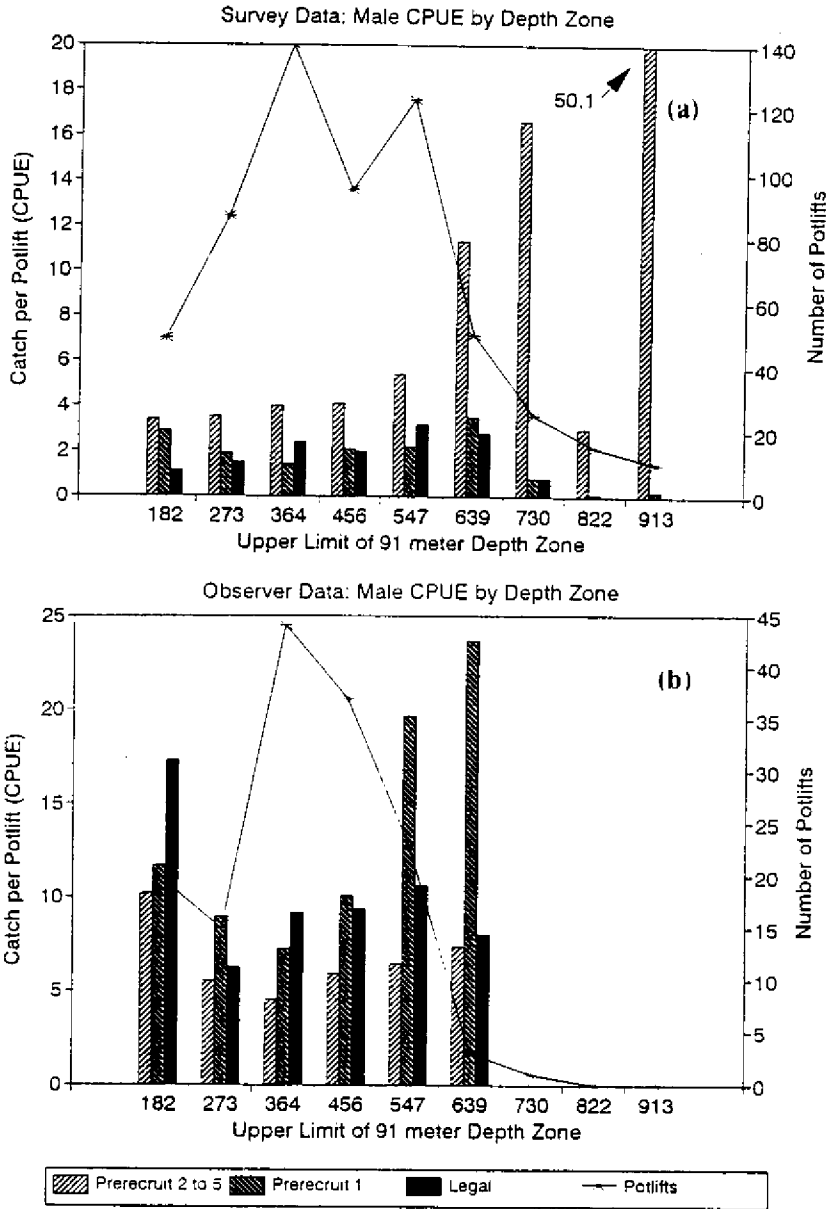 Survey Data: Male CPUE by Depth Zone
20
18
16
14
12
10
8
6
4
2
0
Catch per Potlift (CPUE)
140
120
100
80
60
40
20
0
Number of Potlifts
50.1
(a)
182 273 364 456 547 639 730 822 913
Upper Limit of 91 meter Depth Zone
Observer Data: Male CPUE by Depth Zone
25
20
15
10
5
0
Catch per Potlift (CPUE)
45
40
35
30
25
20
15
10
5
0
Number of Potlifts
(b)
182 273 364 456 547 639 730 822 913
Upper Limit of 91 meter Depth Zone
Prerecruit 2 to 5 Prerecruit 1 Legal Potlifts